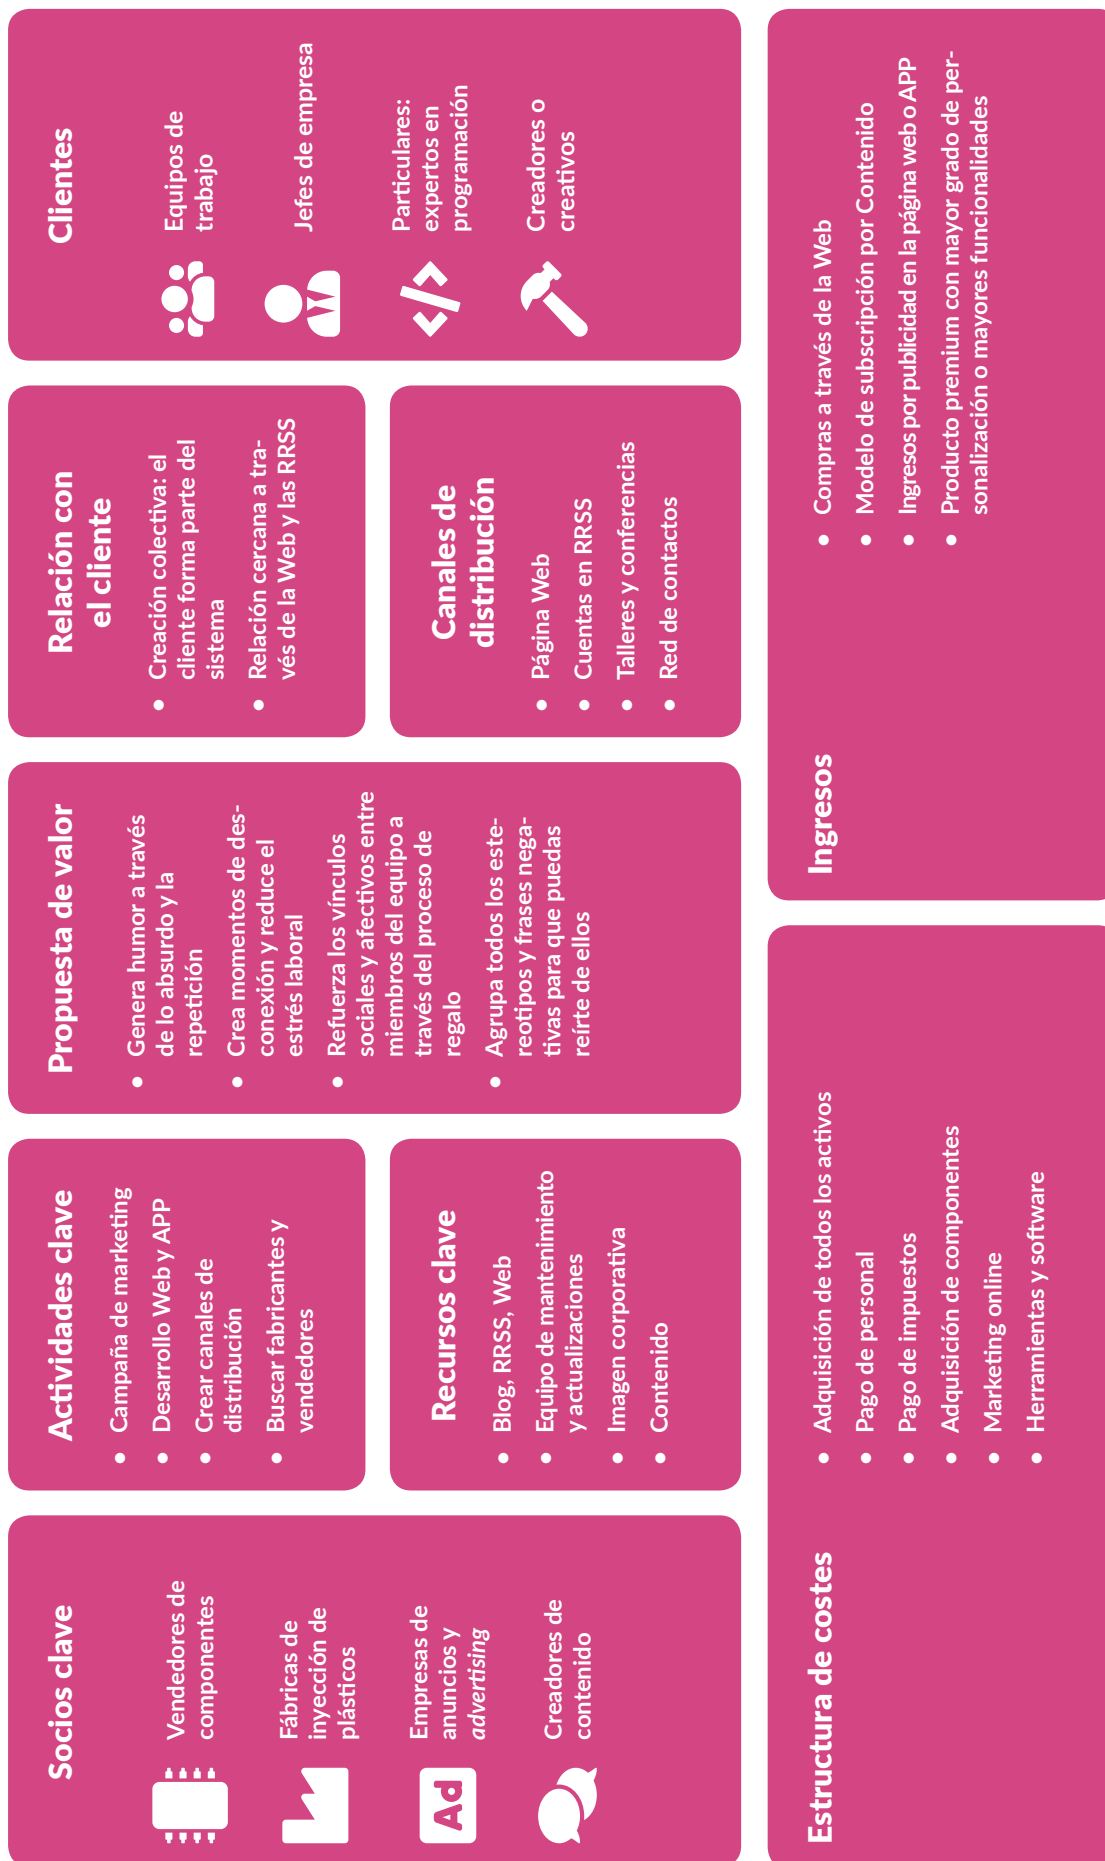 Socios clave
Vendedores de
componentes
Fábricas de
inyección de
plásticos
Ad
Empresas de
anuncios y
advertising
Creadores de
contenido
Actividades clave
• Campaña de marketing
• Desarrollo Web y APP
• Crear canales de
distribución
• Buscar fabricantes y
vendedores
Recursos clave
• Blog, RRSS, Web
• Equipo de mantenimiento
y actualizaciones
• Imagen corporativa
• Contenido
Propuesta de valor
• Genera humor a través
de lo absurdo y la
repetición
• Crea momentos de des-
conexión y reduce el
estrés laboral
• Refuerza los vínculos
sociales y afectivos entre
miembros del equipo a
través del proceso de
regalo
• Agrupa todos los este-
reotipos y frases nega-
tivas para que puedas
reírte de ellos
Relación con
el cliente
• Creación colectiva: el
cliente forma parte del
sistema
• Relación cercana a tra-
vés de la Web y las RRSS
Canales de
distribución
• Página Web
• Cuentas en RRSS
• Talleres y conferencias
• Red de contactos
Clientes
Equipos de
trabajo
Jefes de empresa
Particulares:
expertos en
programación
Creadores o
creativos
Estructura de costes
• Adquisición de todos los activos
• Pago de personal
• Pago de impuestos
• Adquisición de componentes
• Marketing online
• Herramientas y software
Ingresos
• Compras a través de la Web
• Modelo de subscripción por Contenido
• Ingresos por publicidad en la página web o APP
• Producto premium con mayor grado de per-
sonalización o mayores funcionalidades